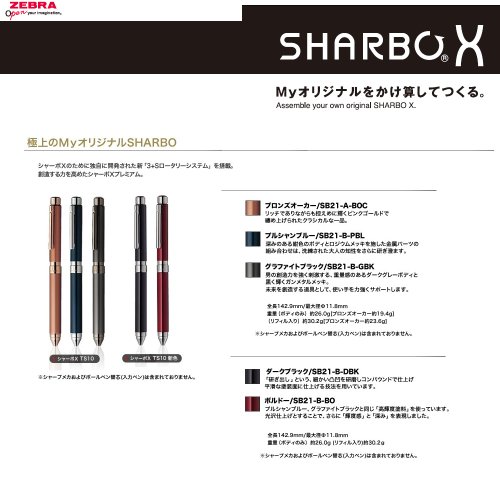 ZEBRA
Open your imagination.
SHARBO X
®
Myオリジナルをかけ算してつくる。
Assemble your own original SHARBO X.
極上のMyオリジナルSHARBO
シャーボXのために独自に開発された新「3+Sロータリーシステム」を搭載。
創造する力を高めたシャーボXプレミアム。
ブロンズオーカー/SB21-A-BOC
リッチでありながらも控えめに輝くピンクゴールドで
纏め上げられたクラシカルな一品。
プルシャンブルー/SB21-B-PBL
深みのある紺色のボディとロジウムメッキを施した金属パーツの
組み合わせは、洗練された大人の知性をさらに研ぎ澄ます。
グラファイトブラック/SB21-B-GBK
男の創造力を強く刺激する、重量感のあるダークグレーボディと
黒く輝くガンメタルメッキ。
未来を創造する道具として、使い手を力強くサポートします。
全長142.9mm/最大径Φ11.8mm
重量(ボディのみ) 約26.0g[ブロンズオーカー約19.4g]
(リフィル入り) 約30.2g[ブロンズオーカー約23.6g]
※シャープメカおよびボールペン替芯(入力ペン)は含まれておりません。
シャーボX TS10
シャーボX TS10 新色
※シャープメカおよびボールペン替芯(入力ペン)は含まれておりません。
ダークブラック/SB21-B-DBK
「研ぎ出し」という、細かい凸凹を研磨しコンパウンドで仕上げ
平滑な塗装面に仕上げる技法を用いています。
ボルドー/SB21-B-BO
プルシャンブルー、グラファイトブラックと同じ「高輝度塗料」を使っています。
光沢仕上げとすることで、さらに「輝度感」と「深み」を表現しました。
全長142.9mm/最大径Φ11.8mm
重量(ボディのみ) 約26.0g (リフィル入り)約30.2g
※シャープメカおよびボールペン替芯(入力ペン)は含まれておりません。